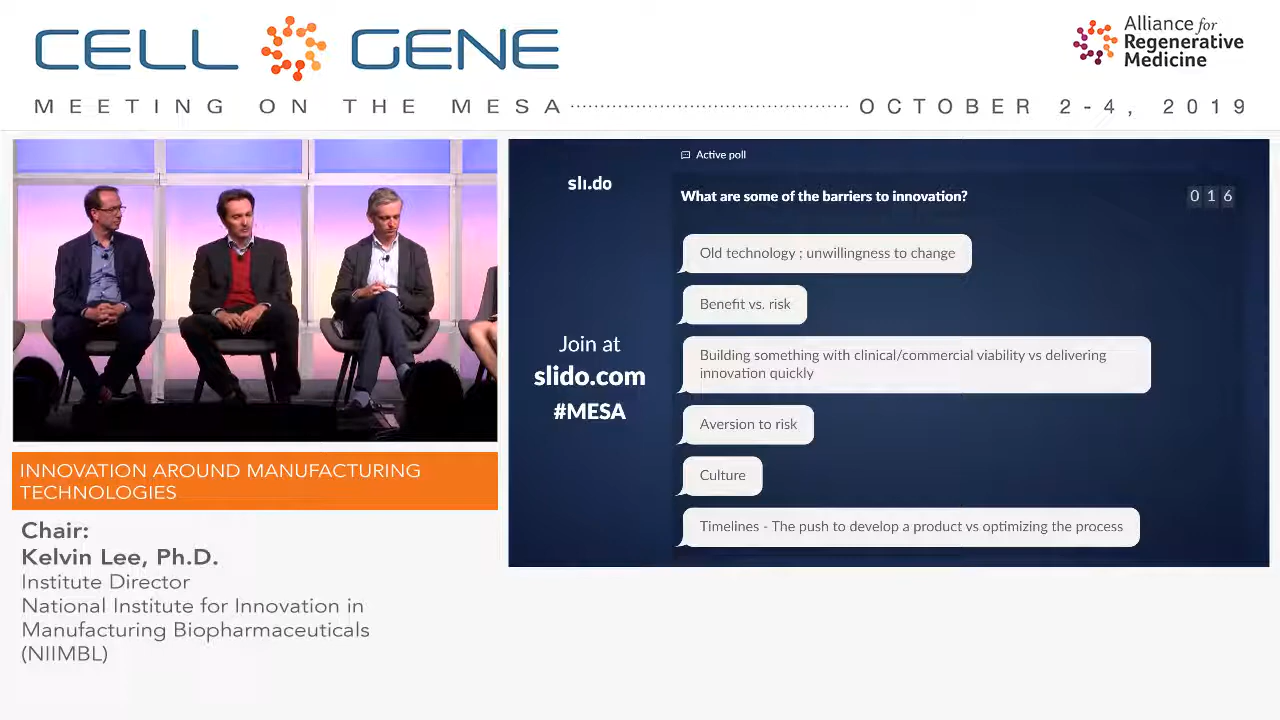 CELL GENE
Alliance for
Regenerative
Medicine
MEETING ON THE MESA OCTOBER 2-4, 2019
Active poll
sli.do
What are some of the barriers to innovation?
016
Old technology ; unwillingness to change
Benefit vs. risk
Building something with clinical/commercial viability vs delivering
innovation quickly
Join at
slido.com
#MESA
Aversion to risk
Culture
Timelines - The push to develop a product vs optimizing the process
INNOVATION AROUND MANUFACTURING
TECHNOLOGIES
Chair:
Kelvin Lee, Ph.D.
Institute Director
National Institute for Innovation in
Manufacturing Biopharmaceuticals
(NIIMBL)